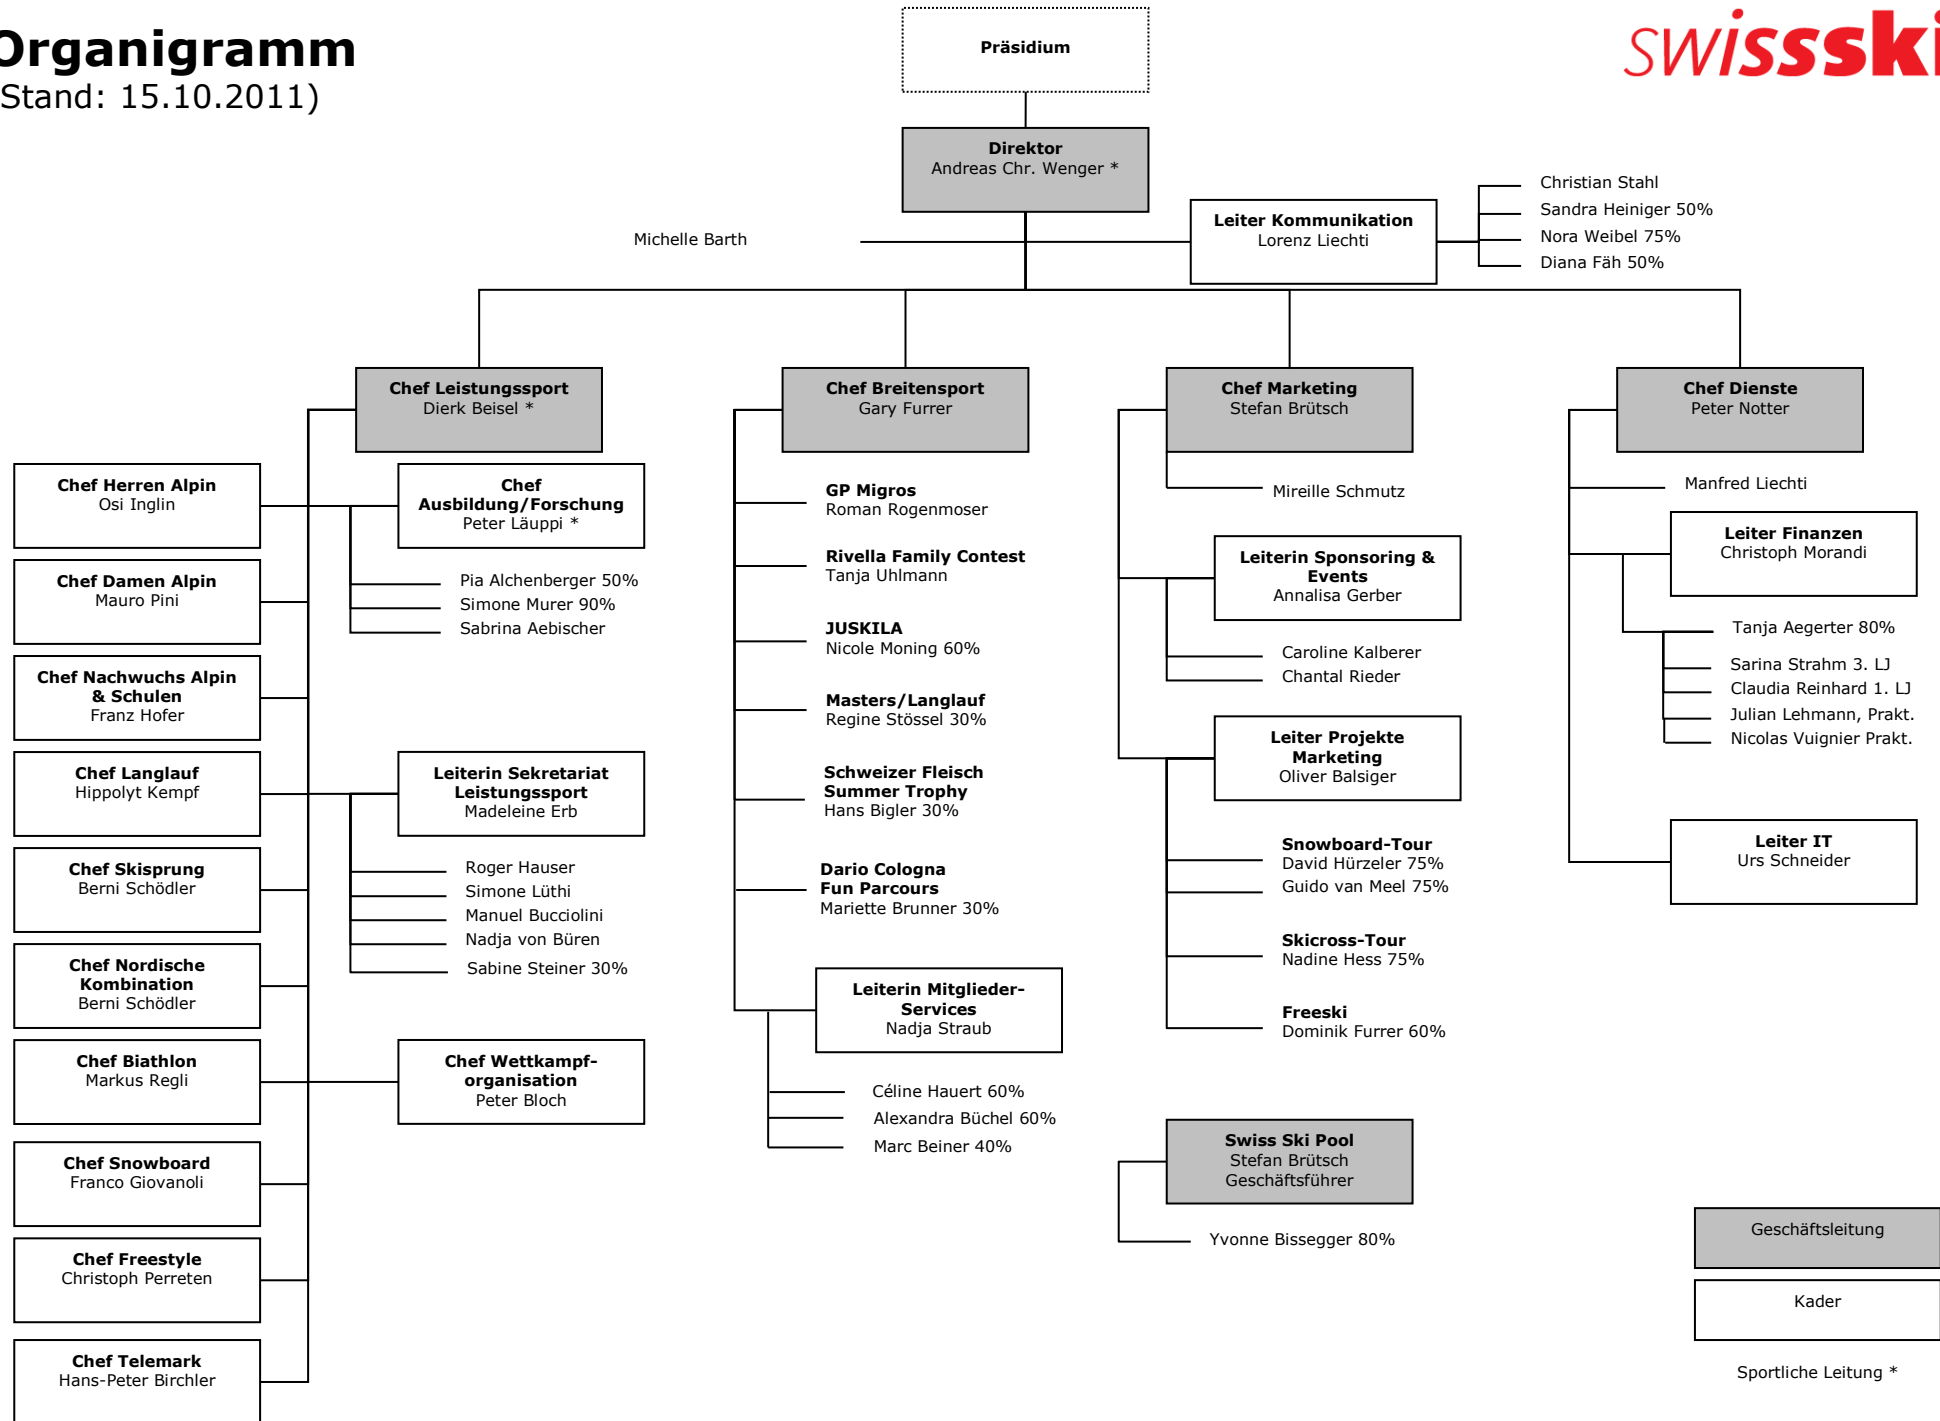 Organigramm
(Stand: 15.10.2011)
swissski
Präsidium
Direktor
Andreas Chr. Wenger *
Michelle Barth
Leiter Kommunikation
Lorenz Liechti
Christian Stahl
Sandra Heiniger 50%
Nora Weibel 75%
Diana Fäh 50%
Chef Leistungssport
Dierk Beisel *
Chef Herren Alpin
Osi Inglin
Chef Damen Alpin
Mauro Pini
Chef Nachwuchs Alpin
& Schulen
Franz Hofer
Chef Langlauf
Hippolyt Kempf
Chef Skisprung
Berni Schödler
Chef Nordische
Kombination
Berni Schödler
Chef Biathlon
Markus Regli
Chef Snowboard
Franco Giovanoli
Chef Freestyle
Christoph Perreten
Chef Telemark
Hans-Peter Birchler
Chef
Ausbildung/Forschung
Peter Läuppi *
Pia Alchenberger 50%
Simone Murer 90%
Sabrina Aebischer
Leiterin Sekretariat
Leistungssport
Madeleine Erb
Roger Hauser
Simone Lüthi
Manuel Bucciolini
Nadja von Büren
Sabine Steiner 30%
Chef Wettkampf-
organisation
Peter Bloch
Chef Breitensport
Gary Furrer
GP Migros
Roman Rogenmoser
Rivella Family Contest
Tanja Uhlmann
JUSKILA
Nicole Moning 60%
Masters/Langlauf
Regine Stössel 30%
Schweizer Fleisch
Summer Trophy
Hans Bigler 30%
Dario Cologna
Fun Parcours
Mariette Brunner 30%
Leiterin Mitglieder-
Services
Nadja Straub
Céline Hauert 60%
Alexandra Büchel 60%
Marc Beiner 40%
Chef Marketing
Stefan Brütsch
Mireille Schmutz
Leiterin Sponsoring &
Events
Annalisa Gerber
Caroline Kalberer
Chantal Rieder
Leiter Projekte
Marketing
Oliver Balsiger
Snowboard-Tour
David Hürzeler 75%
Guido van Meel 75%
Skicross-Tour
Nadine Hess 75%
Freeski
Dominik Furrer 60%
Swiss Ski Pool
Stefan Brütsch
Geschäftsführer
Yvonne Bissegger 80%
Chef Dienste
Peter Notter
Manfred Liechti
Leiter Finanzen
Christoph Morandi
Tanja Aegerter 80%
Sarina Strahm 3. LJ
Claudia Reinhard 1. LJ
Julian Lehmann, Prakt.
Nicolas Vuignier Prakt.
Leiter IT
Urs Schneider
Geschäftsleitung
Kader
Sportliche Leitung *